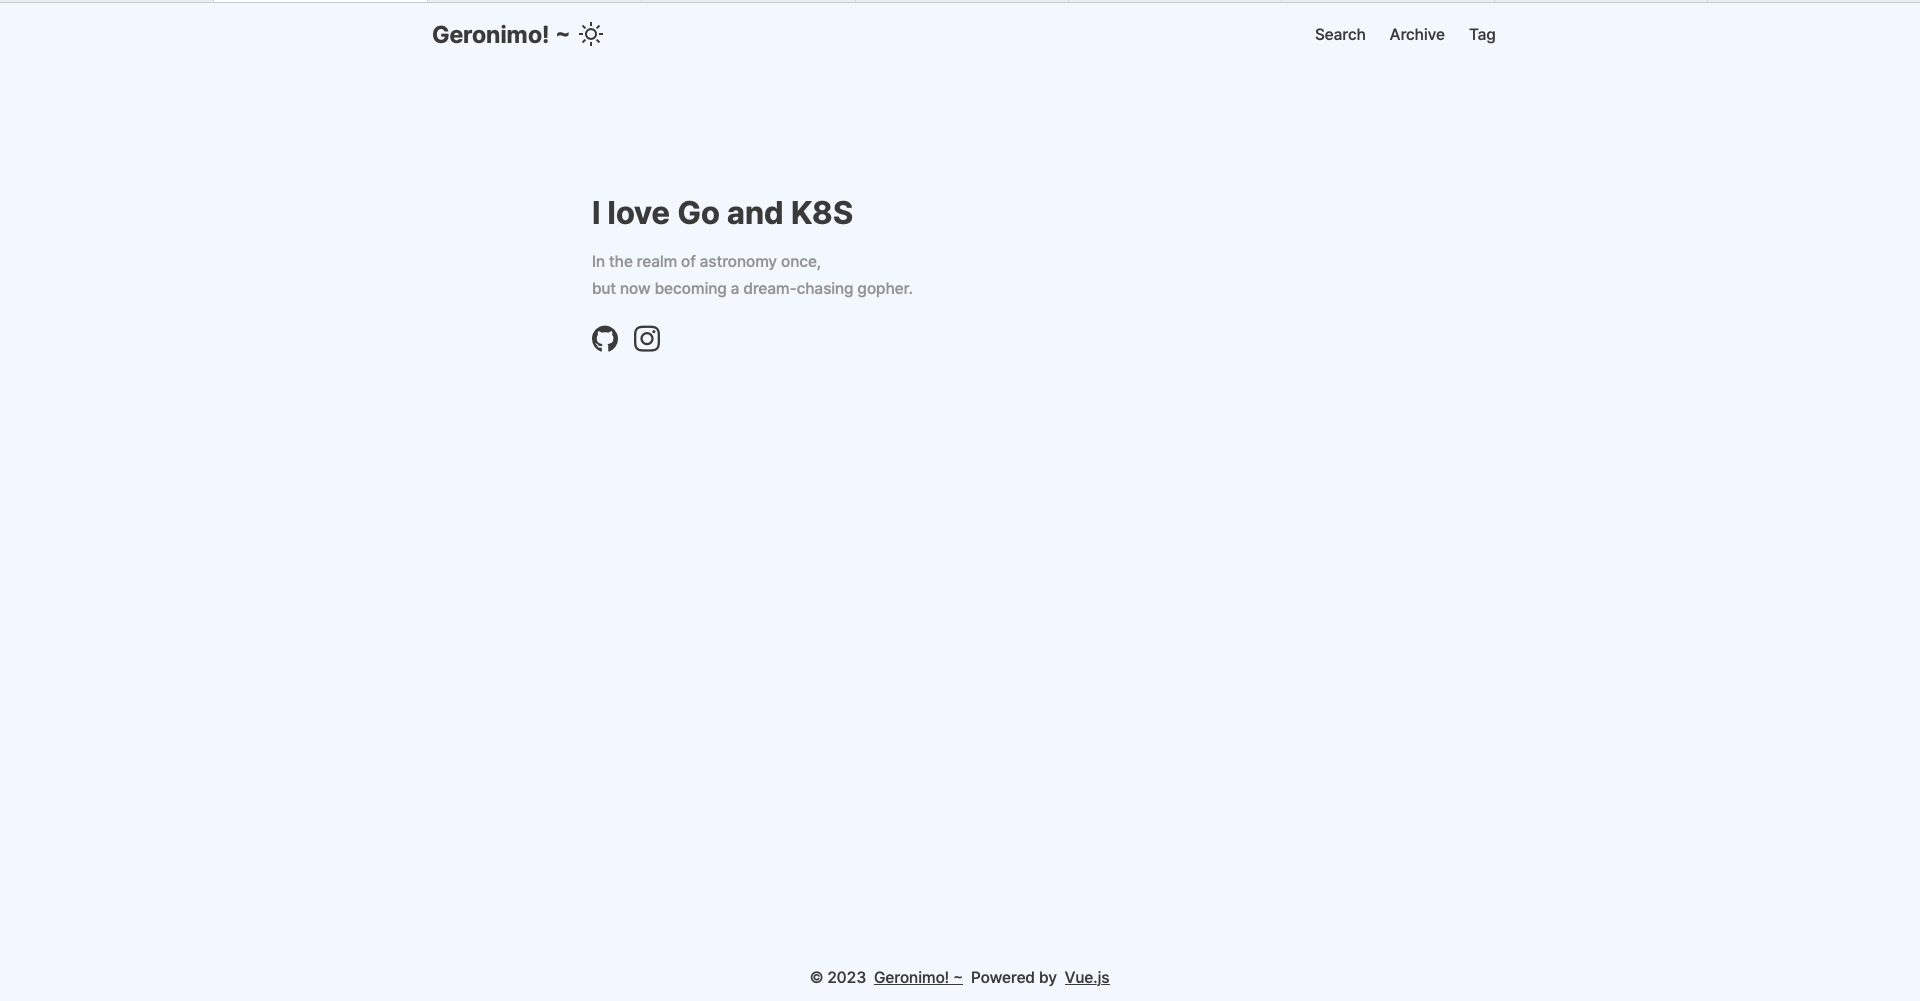 Geronimo! ~
Search Archive Tag
I love Go and K8S
In the realm of astronomy once,
but now becoming a dream-chasing gopher.
© 2023 Geronimo! ~ Powered by Vue.js